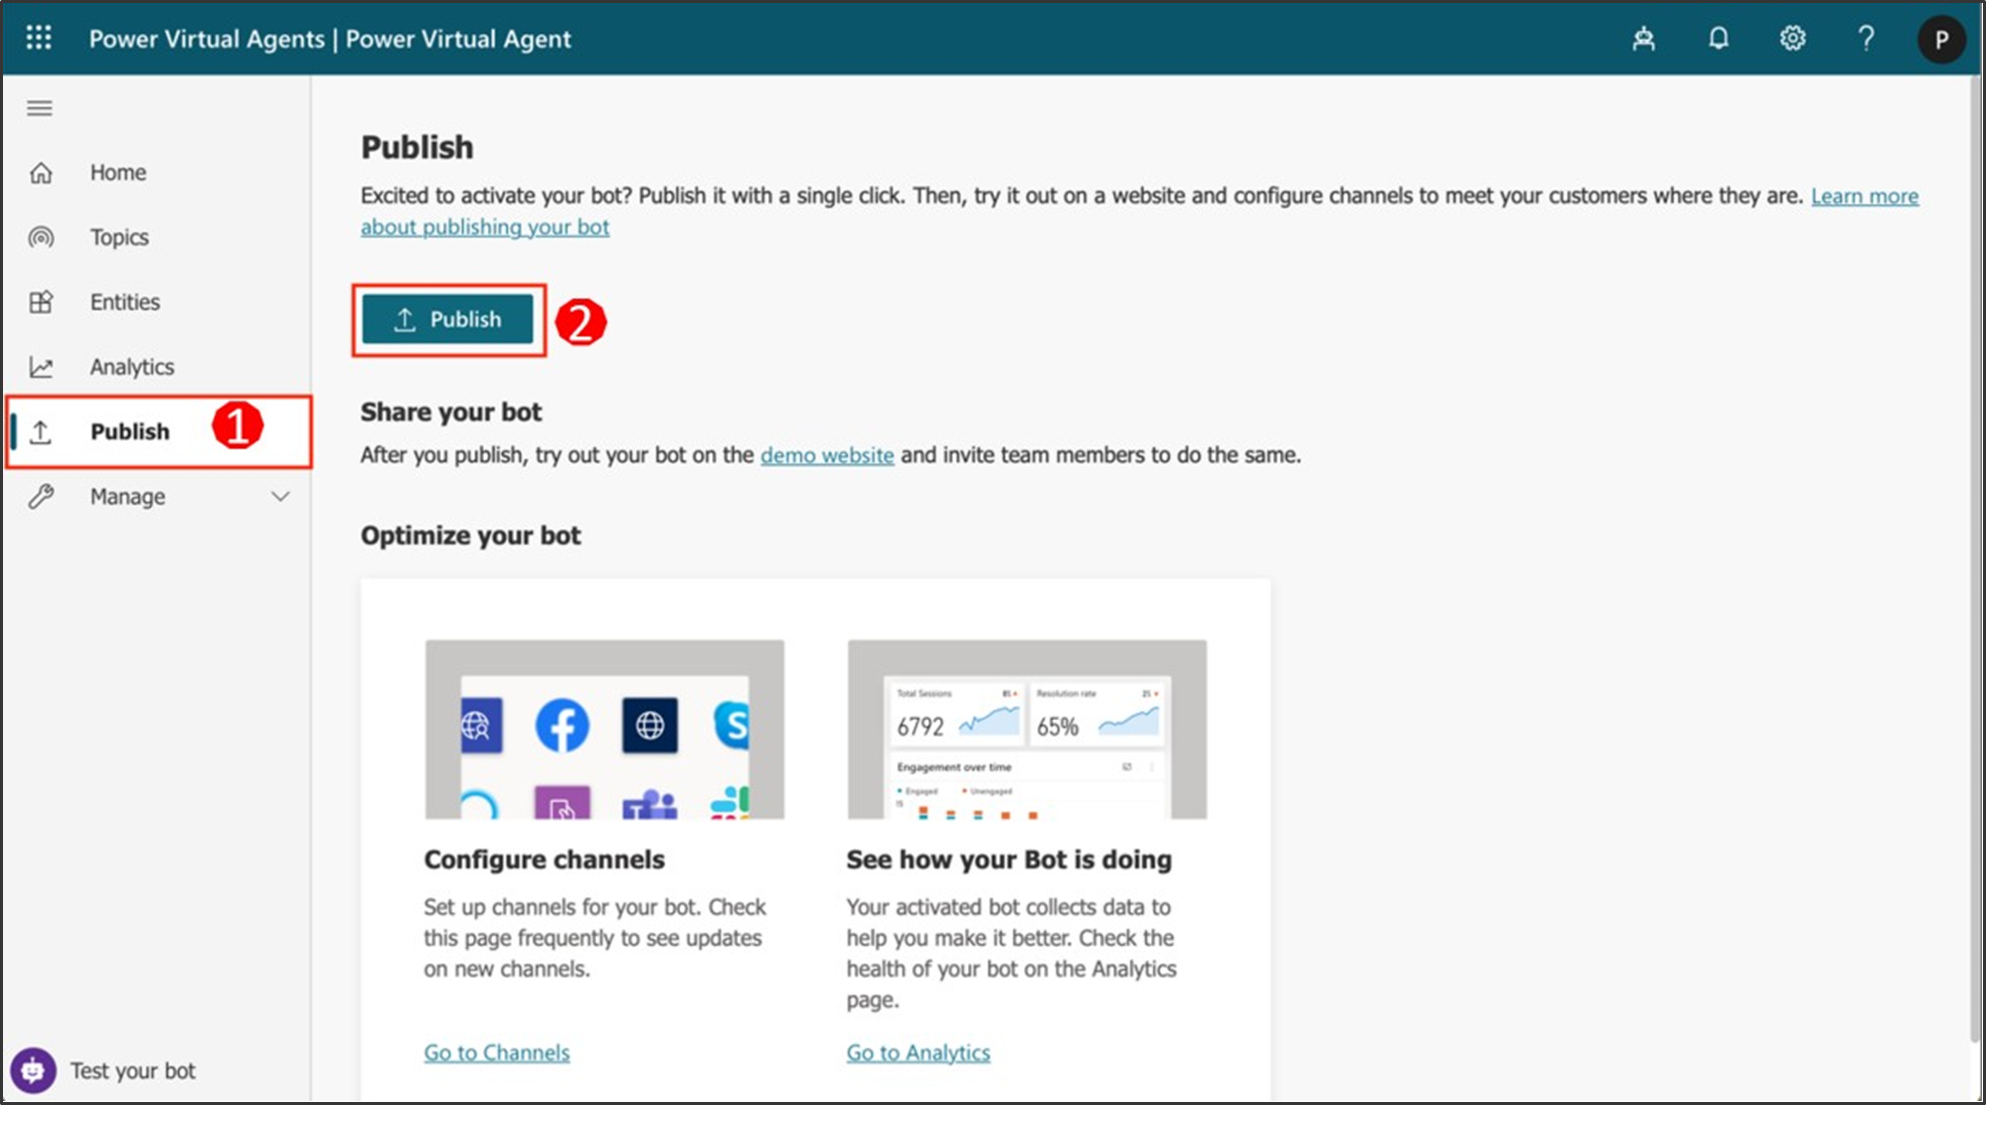 Power Virtual Agents | Power Virtual Agent
P
Home
Topics
Entities
Analytics
Publish
1
Manage
Test your bot
Publish
Excited to activate your bot? Publish it with a single click. Then, try it out on a website and configure channels to meet your customers where they are. Learn more
about publishing your bot
Publish
2
Share your bot
After you publish, try out your bot on the demo website and invite team members to do the same.
Optimize your bot
Total Sessions
6792
Resolution rate
65%
Engagement over time
Engaged Unengaged
15
Configure channels
Set up channels for your bot. Check
this page frequently to see updates
on new channels.
Go to Channels
See how your Bot is doing
Your activated bot collects data to
help you make it better. Check the
health of your bot on the Analytics
page.
Go to Analytics